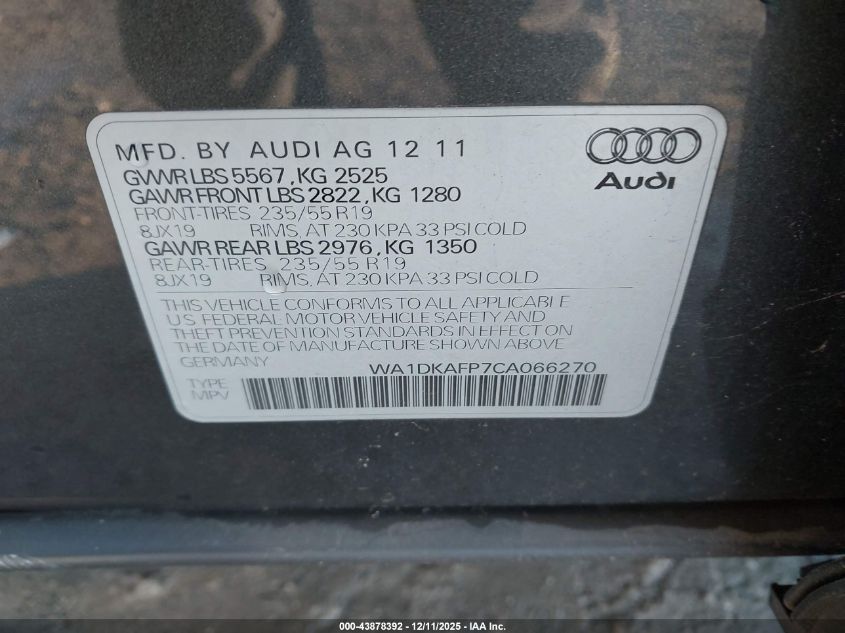 MFD. BY AUDI AG 12 11
GVWR LBS 5567, KG 2525
GAWR FRONT LBS 2822, KG 1280
FRONT-TIRES 235/55 R19
8JX19 RIMS, AT 230 KPA 33 PSI COLD
GAWR REAR LBS 2976, KG 1350
REAR-TIRES 235/55 R19
8JX19 RIMS, AT 230 KPA 33 PSI COLD
THIS VEHICLE CONFORMS TO ALL APPLICABLE
U.S. FEDERAL MOTOR VEHICLE SAFETY AND
THEFT PREVENTION STANDARDS IN EFFECT ON
THE DATE OF MANUFACTURE SHOWN ABOVE.
GERMANY WA1DKAFP7CA066270
TYPE
MPV
Audi
000-43878392 - 12/11/2025 - IAA Inc.